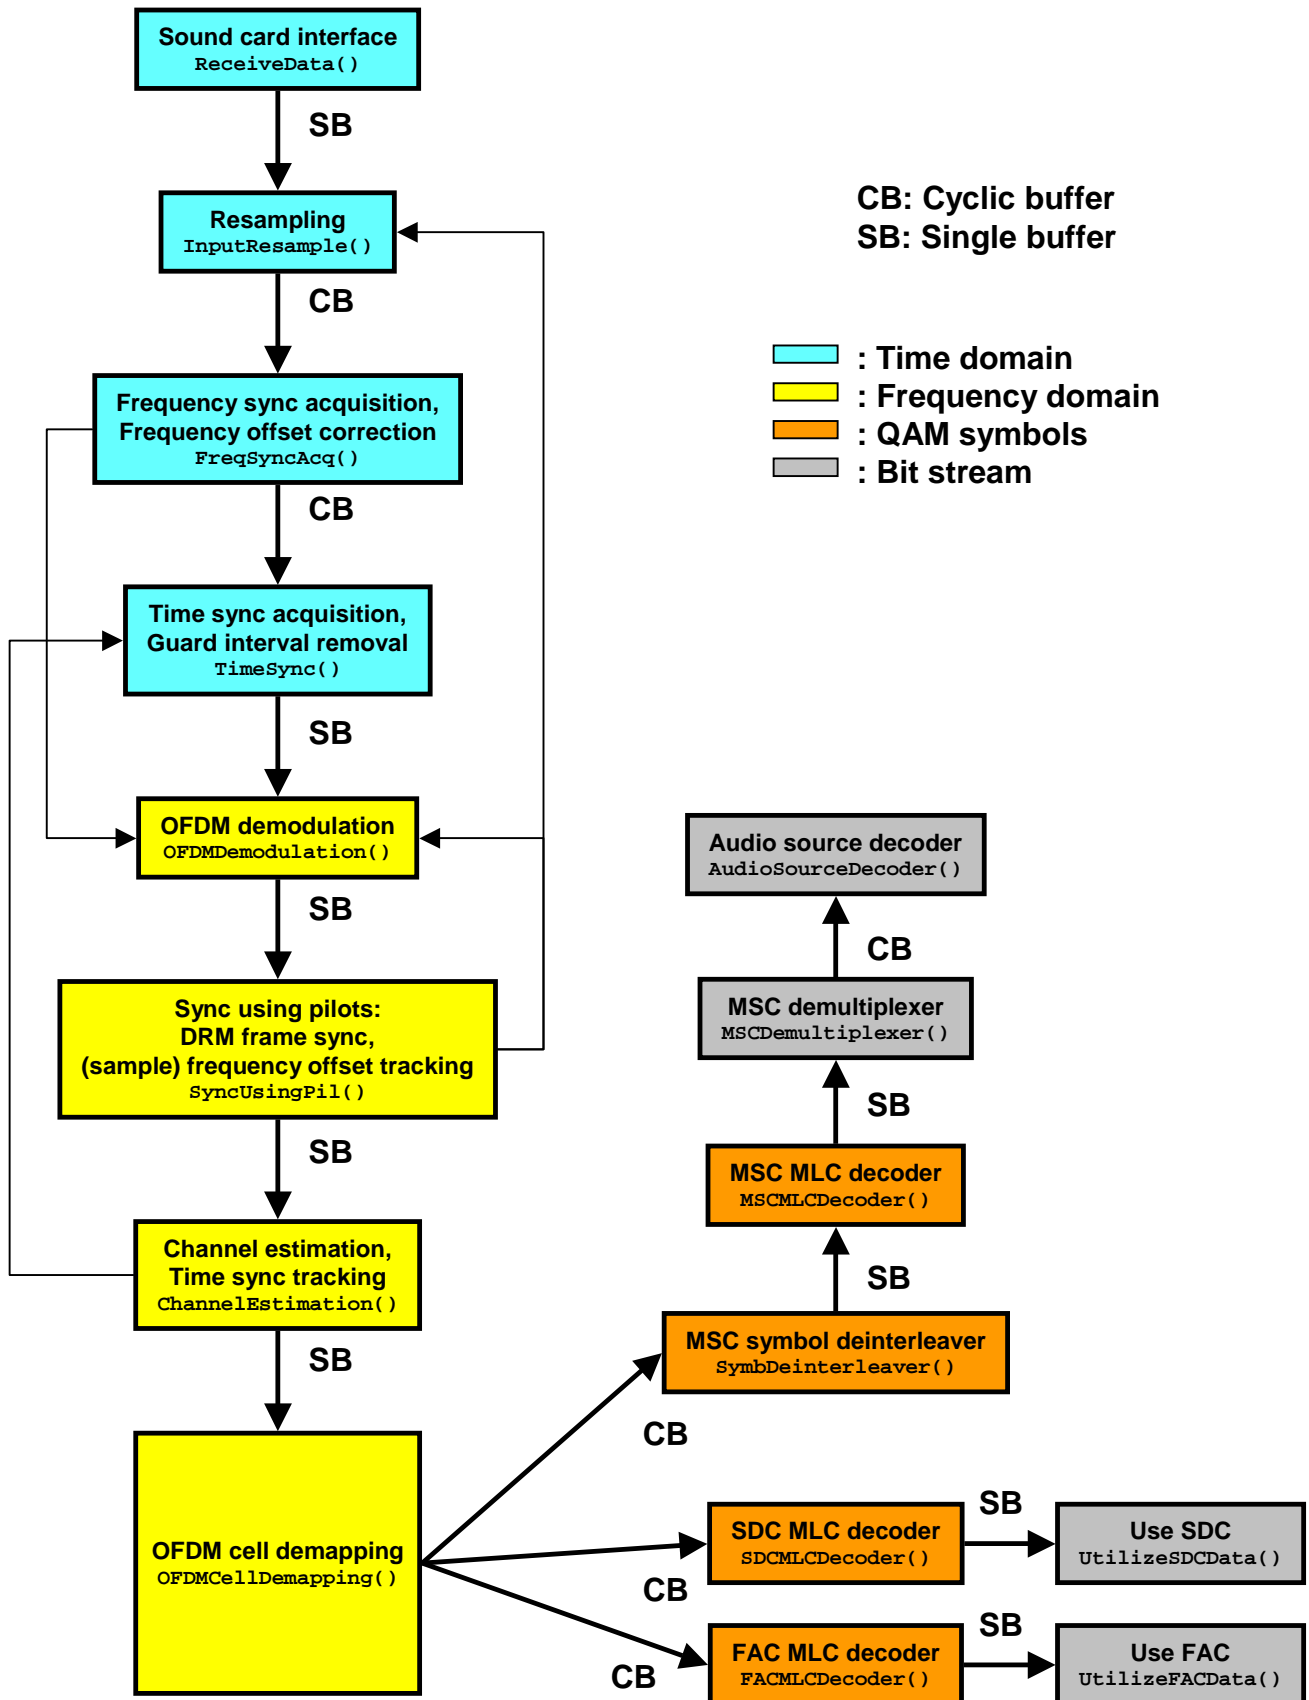 Sound card interface
ReceiveData()
SB
Resampling
InputResample()
CB
Frequency sync acquisition,
Frequency offset correction
FreqSyncAcq()
CB
Time sync acquisition,
Guard interval removal
TimeSync()
SB
OFDM demodulation
OFDMDemodulation()
SB
Sync using pilots:
DRM frame sync,
(sample) frequency offset tracking
SyncUsingPil()
SB
Channel estimation,
Time sync tracking
ChannelEstimation()
SB
OFDM cell demapping
OFDMCellDemapping()
CB: Cyclic buffer
SB: Single buffer
: Time domain
: Frequency domain
: QAM symbols
: Bit stream
Audio source decoder
AudioSourceDecoder()
CB
MSC demultiplexer
MSCDemultiplexer()
SB
MSC MLC decoder
MSCMLCDecoder()
SB
MSC symbol deinterleaver
SymbDeinterleaver()
CB
SDC MLC decoder
SDCMLCDecoder()
SB
Use SDC
UtilizeSDCData()
CB
FAC MLC decoder
FACMLCDecoder()
SB
Use FAC
UtilizeFACData()
CB